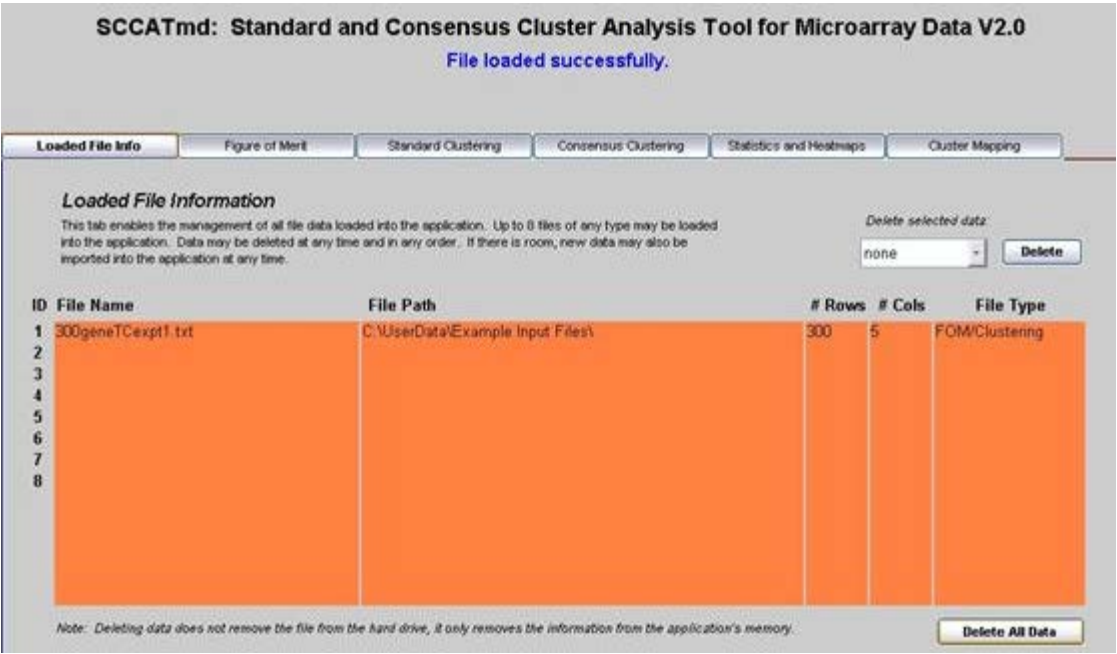 SCCATmd: Standard and Consensus Cluster Analysis Tool for Microarray Data V2.0
File loaded successfully.
Loaded File Info Figure of Merit Standard Clustering Consensus Clustering Statistics and Heatmaps Cluster Mapping
Loaded File Information
This tab enables the management of all file data loaded into the application. Up to 8 files of any type may be loaded
into the application. Data may be deleted at any time and in any order. If there is room, new data may also be
imported into the application at any time.
Delete selected data:
none Delete
ID File Name File Path # Rows # Cols File Type
1 300geneTCexpt1.txt C:\UserData\Example Input Files\ 300 5 FOM/Clustering
2
3
4
5
6
7
8
Note: Deleting data does not remove the file from the hard drive, it only removes the information from the application's memory.
Delete All Data